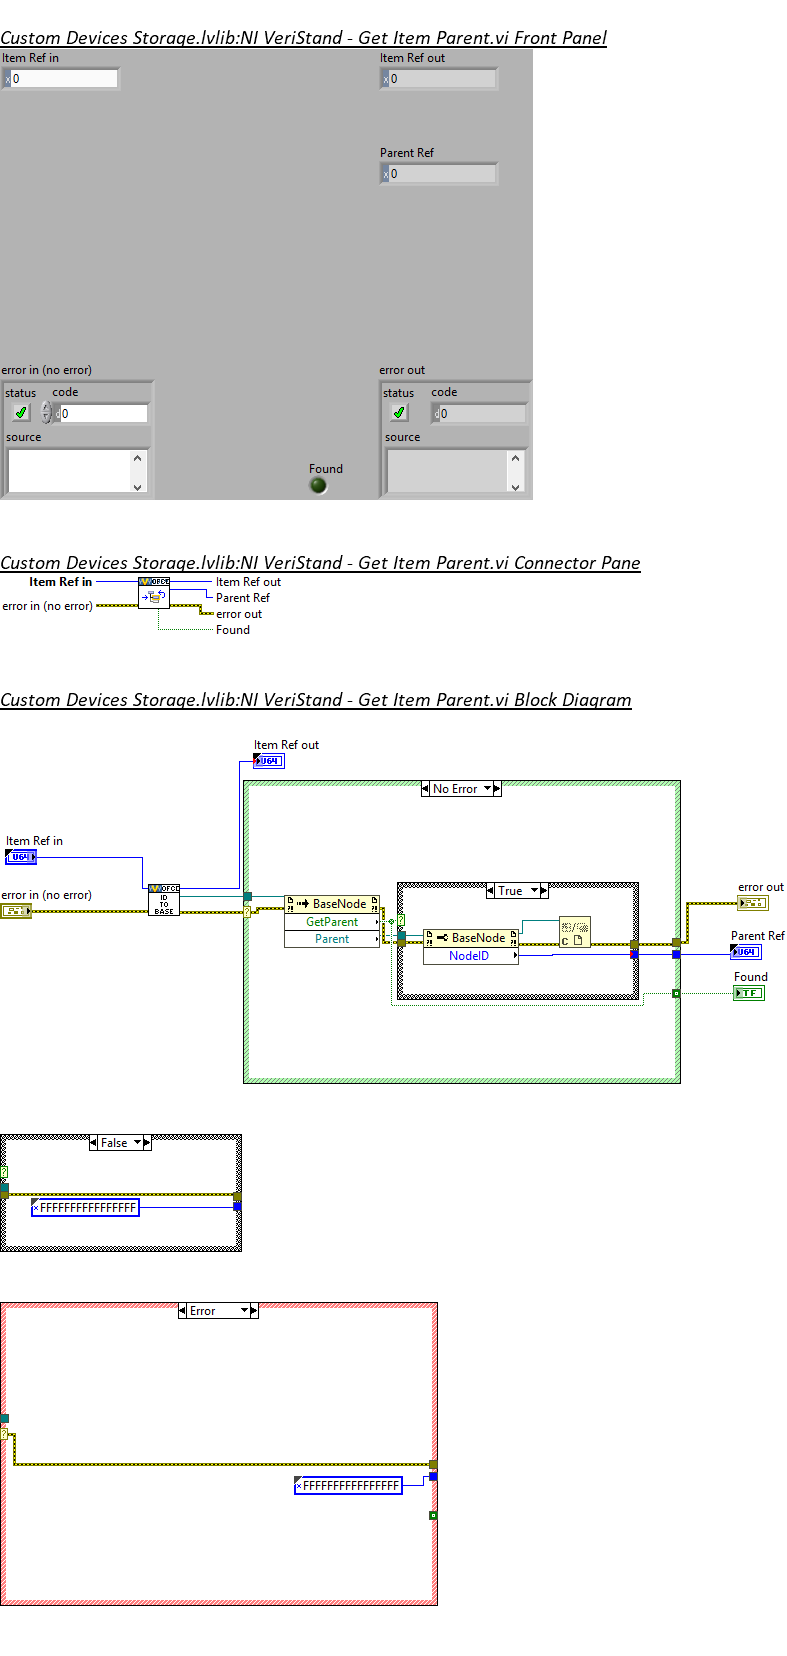 Custom Devices Storage.lvlib:NI VeriStand - Get Item Parent.vi Front Panel
Item Ref in
Item Ref out
x 0
x 0
Parent Ref
x 0
error in (no error)
error out
status code
status code
d 0
d 0
source
source
Found
Custom Devices Storage.lvlib:NI VeriStand - Get Item Parent.vi Connector Pane
Item Ref in
Item Ref out
Parent Ref
error in (no error)
error out
Found
Custom Devices Storage.lvlib:NI VeriStand - Get Item Parent.vi Block Diagram
Item Ref out
U64
No Error
Item Ref in
U64
True
error in (no error)
ID
TO
BASE
BaseNode
GetParent
Parent
?
?
BaseNode
NodeID
C
error out
Parent Ref
U64
Found
TF
False
?
x FFFFFFFFFFFFFFFF
Error
?
x FFFFFFFFFFFFFFFF